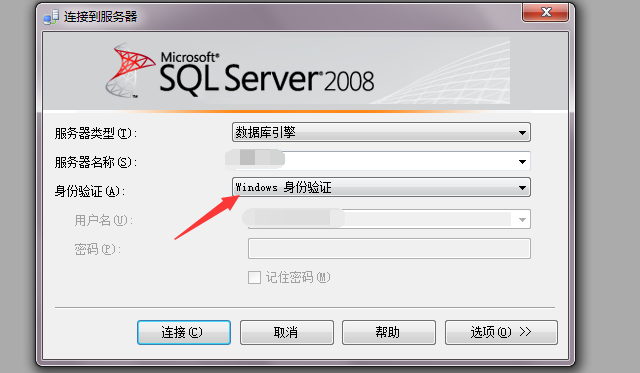 连接到服务器
Microsoft®
SQL Server®2008
服务器类型(T):
数据库引擎
服务器名称(S):
身份验证(A):
Windows 身份验证
用户名(U):
密码(P):
记住密码(M)
连接(C)
取消
帮助
选项(O) >>